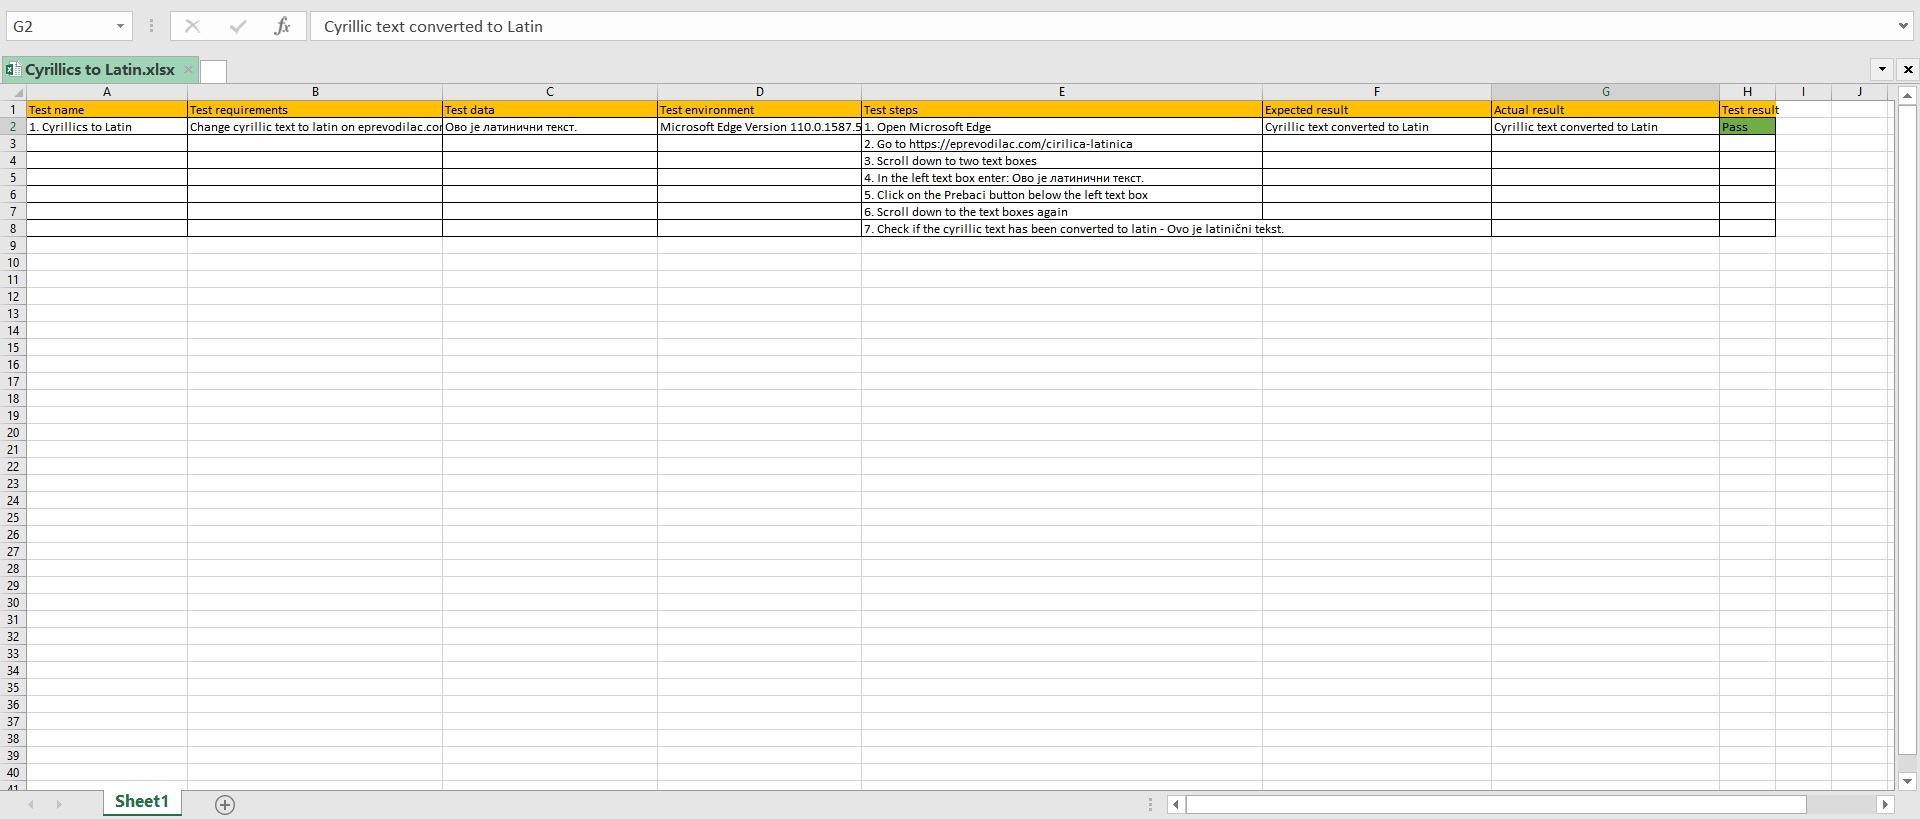 G2
fx
Cyrillic text converted to Latin
Cyrillics to Latin.xlsx
A B C D E F G H I J
1 Test name Test requirements Test data Test environment Test steps Expected result Actual result Test result
2 1. Cyrillics to Latin Change cyrillic text to latin on eprevodilac.com Ово је латинични текст. Microsoft Edge Version 110.0.1587.5 1. Open Microsoft Edge Cyrillic text converted to Latin Cyrillic text converted to Latin Pass
3 2. Go to https://eprevodilac.com/cirilica-latinica
4 3. Scroll down to two text boxes
5 4. In the left text box enter: Ово је латинични текст.
6 5. Click on the Prebaci button below the left text box
7 6. Scroll down to the text boxes again
8 7. Check if the cyrillic text has been converted to latin - Ovo je latinični tekst.
9
10
11
12
13
14
15
16
17
18
19
20
21
22
23
24
25
26
27
28
29
30
31
32
33
34
35
36
37
38
39
40
41
Sheet1